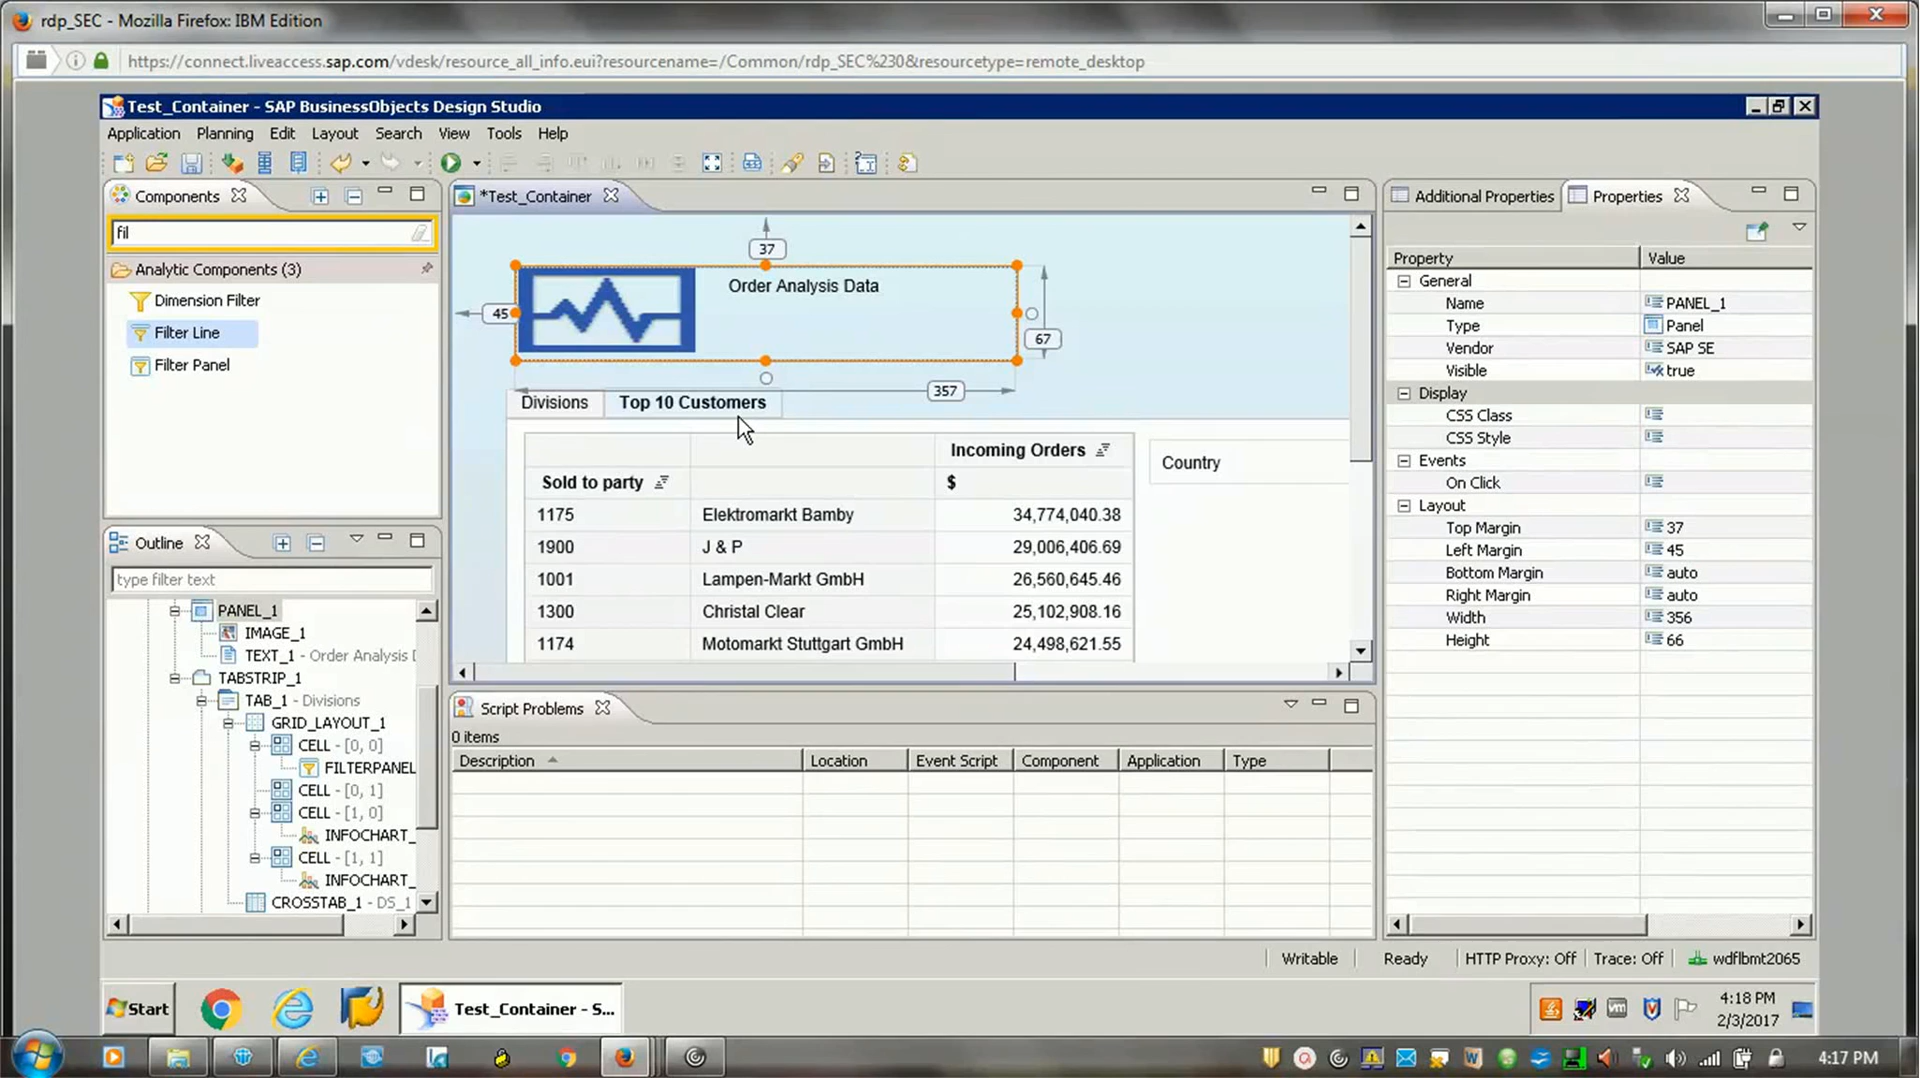 rdp_SEC - Mozilla Firefox: IBM Edition
https://connect.liveaccess.sap.com/vdesk/resource_all_info.eui?resourcename=/Common/rdp_SEC%230&resourcetype=remote_desktop
Test_Container - SAP BusinessObjects Design Studio
Application Planning Edit Layout Search View Tools Help
Components
fil
Analytic Components (3)
Dimension Filter
Filter Line
Filter Panel
Outline
type filter text
PANEL_1
IMAGE_1
TEXT_1 - Order Analysis D
TABSTRIP_1
TAB_1 - Divisions
GRID_LAYOUT_1
CELL - [0, 0]
FILTERPANEL
CELL - [0, 1]
CELL - [1, 0]
INFOCHART_
CELL - [1, 1]
INFOCHART_
CROSSTAB_1 - DS_1
*Test_Container
37
Order Analysis Data
45
67
357
Divisions Top 10 Customers
Incoming Orders
Country
Sold to party $
1175 Elektromarkt Bamby 34,774,040.38
1900 J & P 29,006,406.69
1001 Lampen-Markt GmbH 26,560,645.46
1300 Christal Clear 25,102,908.16
1174 Motomarkt Stuttgart GmbH 24,498,621.55
Script Problems
0 items
Description Location Event Script Component Application Type
Additional Properties Properties
Property Value
General
Name PANEL_1
Type Panel
Vendor SAP SE
Visible true
Display
CSS Class
CSS Style
Events
On Click
Layout
Top Margin 37
Left Margin 45
Bottom Margin auto
Right Margin auto
Width 356
Height 66
Writable Ready HTTP Proxy: Off Trace: Off wdflbmt2065
Start
Test_Container - S...
4:18 PM
2/3/2017
4:17 PM